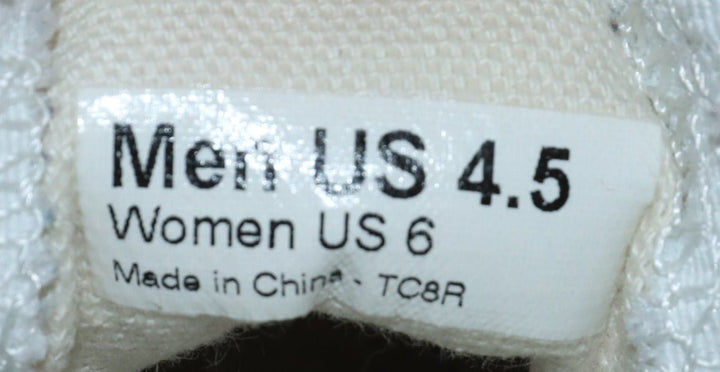 Men US 4.5
Women US 6
Made in China - TC8R